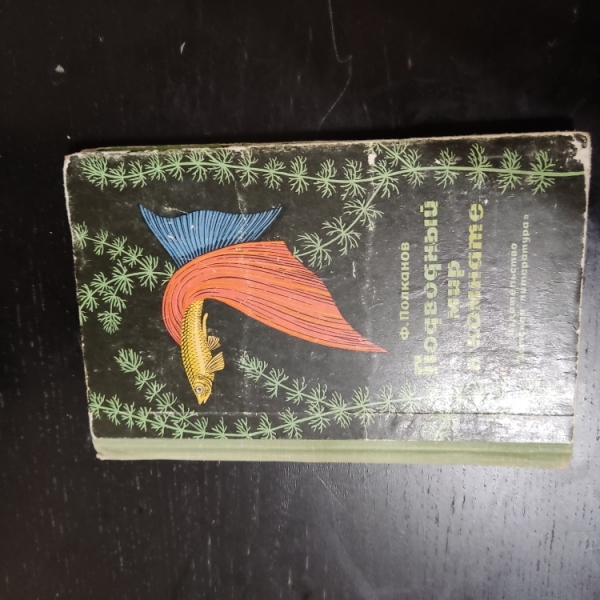 Ф. Полканов
Подводный
мир
в комнате
Издательство
«Детская литература»